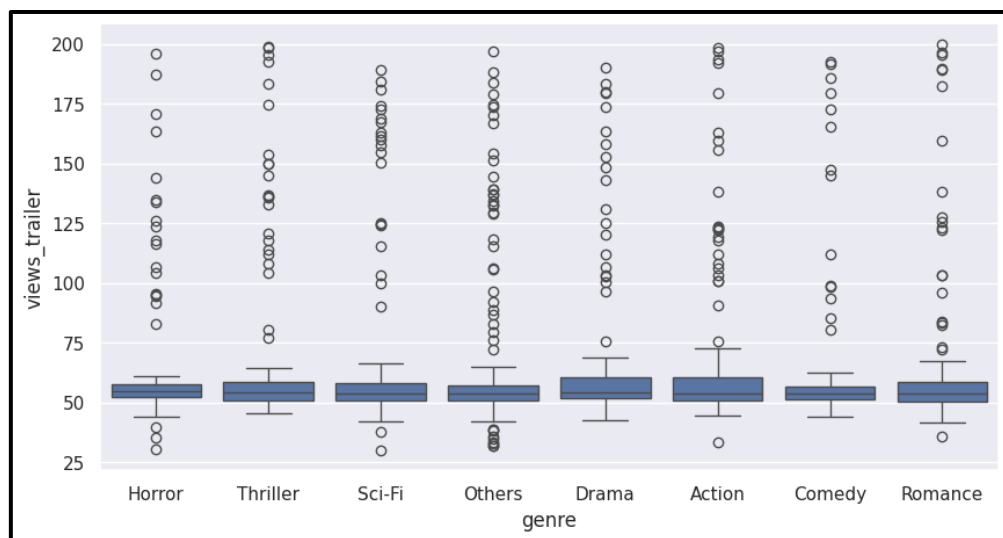 200
175
150
125
100
75
50
25
views_trailer
Horror Thriller Sci-Fi Others Drama Action Comedy Romance
genre